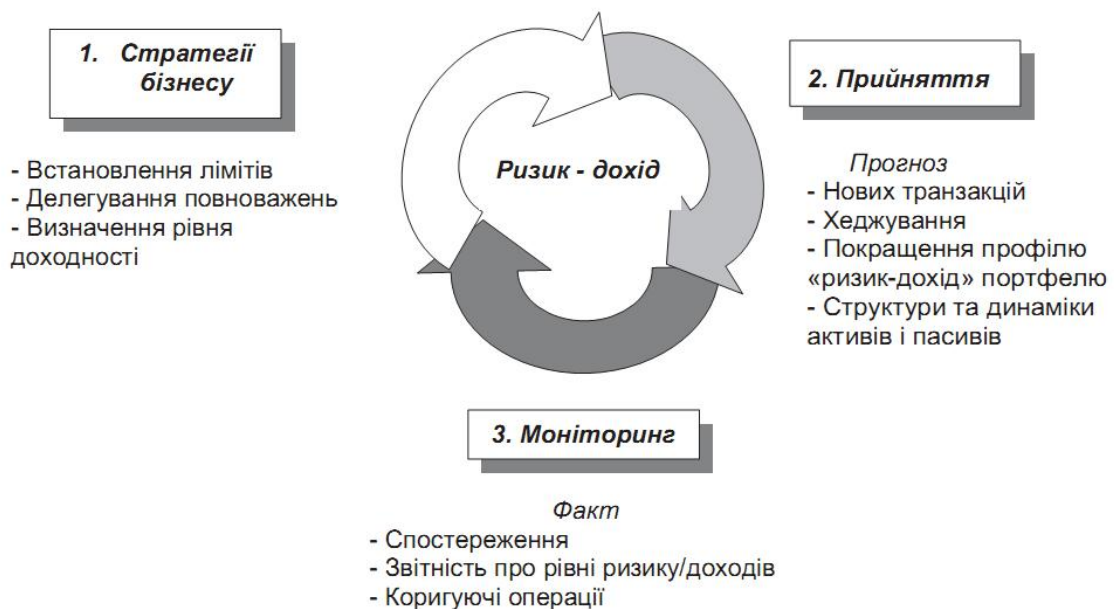 1. Стратегії
бізнесу
- Встановлення лімітів
- Делегування повноважень
- Визначення рівня
доходності
Ризик - дохід
2. Прийняття
Прогноз
- Нових транзакцій
- Хеджування
- Покращення профілю
«ризик-дохід» портфелю
- Структури та динаміки
активів і пасивів
3. Моніторинг
Факт
- Спостереження
- Звітність про рівні ризику/доходів
- Коригуючі операції